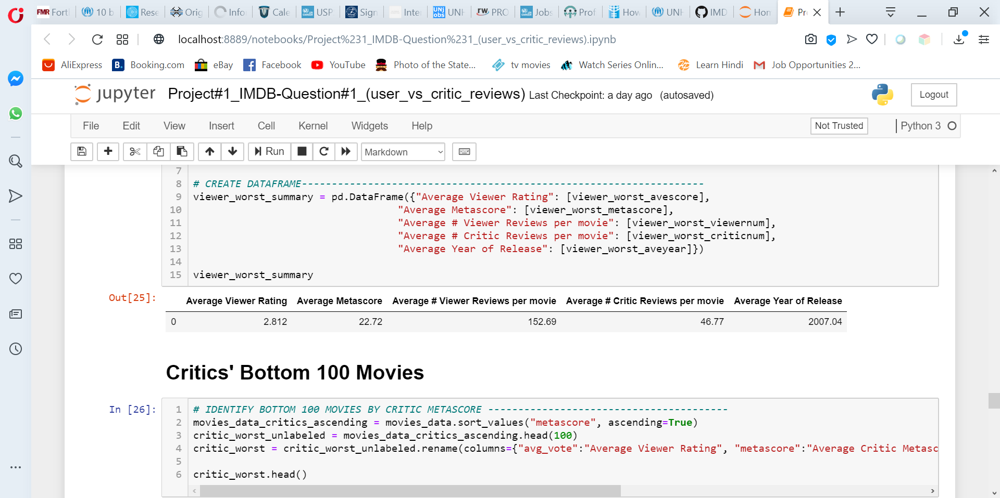 FMR Fort
10 b
Rese
Orig
Info
Cale
USP
Sign
Inte
UNj obs UNH
rw PRO
Jobs
Prof
How
UNH
IMD
Hon
Pr
localhost:8889/notebooks/Project%231_IMDB-Question%231_(user_vs_critic_reviews).ipynb
AliExpress
B. Booking.com
eBay
Facebook
YouTube
Photo of the State...
tv movies
Watch Series Onlin...
Learn Hindi
Job Opportunities 2...
jupyter Project#1_IMDB-Question#1_(user_vs_critic_reviews) Last Checkpoint: a day ago (autosaved)
Logout
File Edit View Insert Cell Kernel Widgets Help
Not Trusted
Python 3
Run
Markdown
7
8 # CREATE DATAFRAME-------------------------------------------------------------------
9 viewer_worst_summary = pd.DataFrame({"Average Viewer Rating": [viewer_worst_avescore],
10 "Average Metascore": [viewer_worst_metascore],
11 "Average # Viewer Reviews per movie": [viewer_worst_viewernum],
12 "Average # Critic Reviews per movie": [viewer_worst_criticnum],
13 "Average Year of Release": [viewer_worst_aveyear]})
14
15 viewer_worst_summary
Out[25]:
Average Viewer Rating Average Metascore Average # Viewer Reviews per movie Average # Critic Reviews per movie Average Year of Release
0 2.812 22.72 152.69 46.77 2007.04
Critics' Bottom 100 Movies
In [26]:
1 # IDENTIFY BOTTOM 100 MOVIES BY CRITIC METASCORE ----------------------------------------
2 movies_data_critics_ascending = movies_data.sort_values("metascore", ascending=True)
3 critic_worst_unlabeled = movies_data_critics_ascending.head(100)
4 critic_worst = critic_worst_unlabeled.rename(columns={"avg_vote":"Average Viewer Rating", "metascore":"Average Critic Metasc
5
6 critic_worst.head()